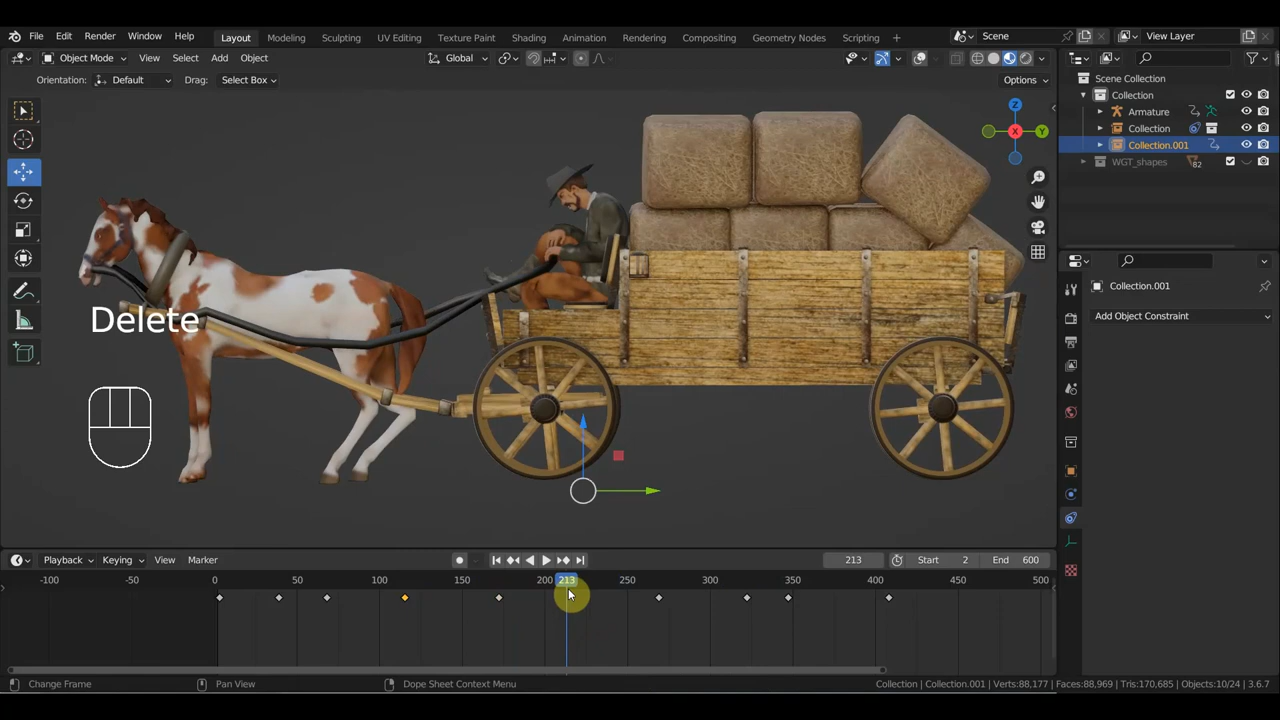 File Edit Render Window Help Layout Modeling Sculpting UV Editing Texture Paint Shading Animation Rendering Compositing Geometry Nodes Scripting + Scene View Layer
Object Mode View Select Add Object Global Options
Orientation: Default Drag: Select Box
Scene Collection
Collection
Armature
Collection
Collection.001
WGT_shapes 82
Z
Y
X
Collection.001
Add Object Constraint
Delete
Playback Keying View Marker 213 Start 2 End 600
-100 -50 0 50 100 150 200 213 250 300 350 400 450 500
Change Frame Pan View Dope Sheet Context Menu Collection | Collection.001 | Verts:88,177 | Faces:88,969 | Tris:170,685 | Objects:10/24 | 3.6.7